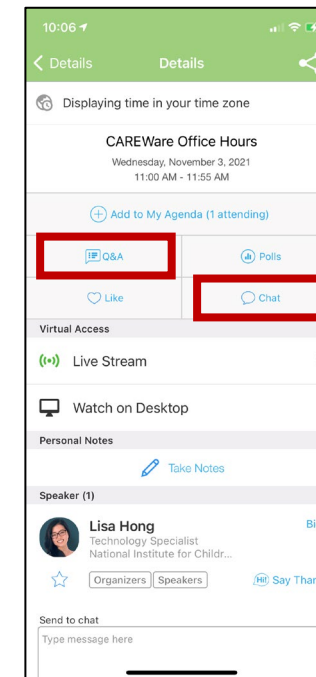 10:06
Details
Details
Displaying time in your time zone
CAREWare Office Hours
Wednesday, November 3, 2021
11:00 AM - 11:55 AM
Add to My Agenda (1 attending)
Q&A
Polls
Like
Chat
Virtual Access
Live Stream
Watch on Desktop
Personal Notes
Take Notes
Speaker (1)
Lisa Hong
Bi
Technology Specialist
National Institute for Childr...
Organizers
Speakers
Hi! Say Than
Send to chat
Type message here